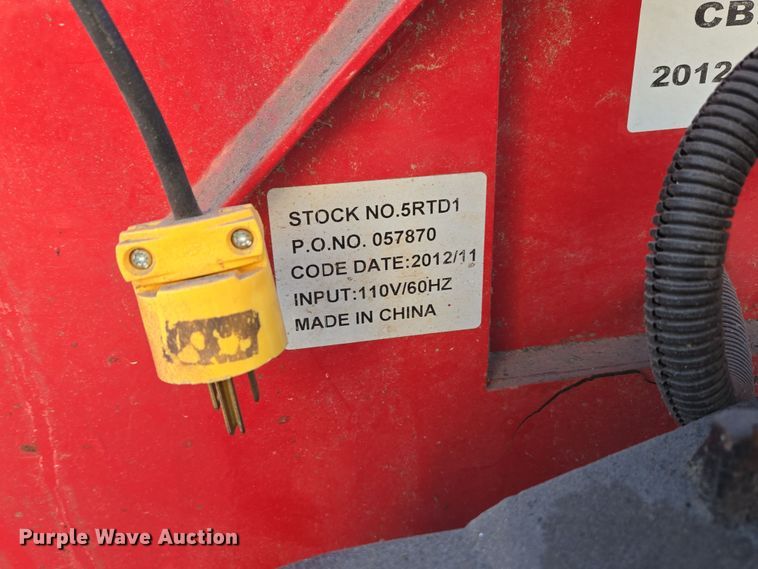 CB
2012
STOCK NO.5RTD1
P.O.NO. 057870
CODE DATE:2012/11
INPUT:110V/60HZ
MADE IN CHINA
Purple Wave Auction